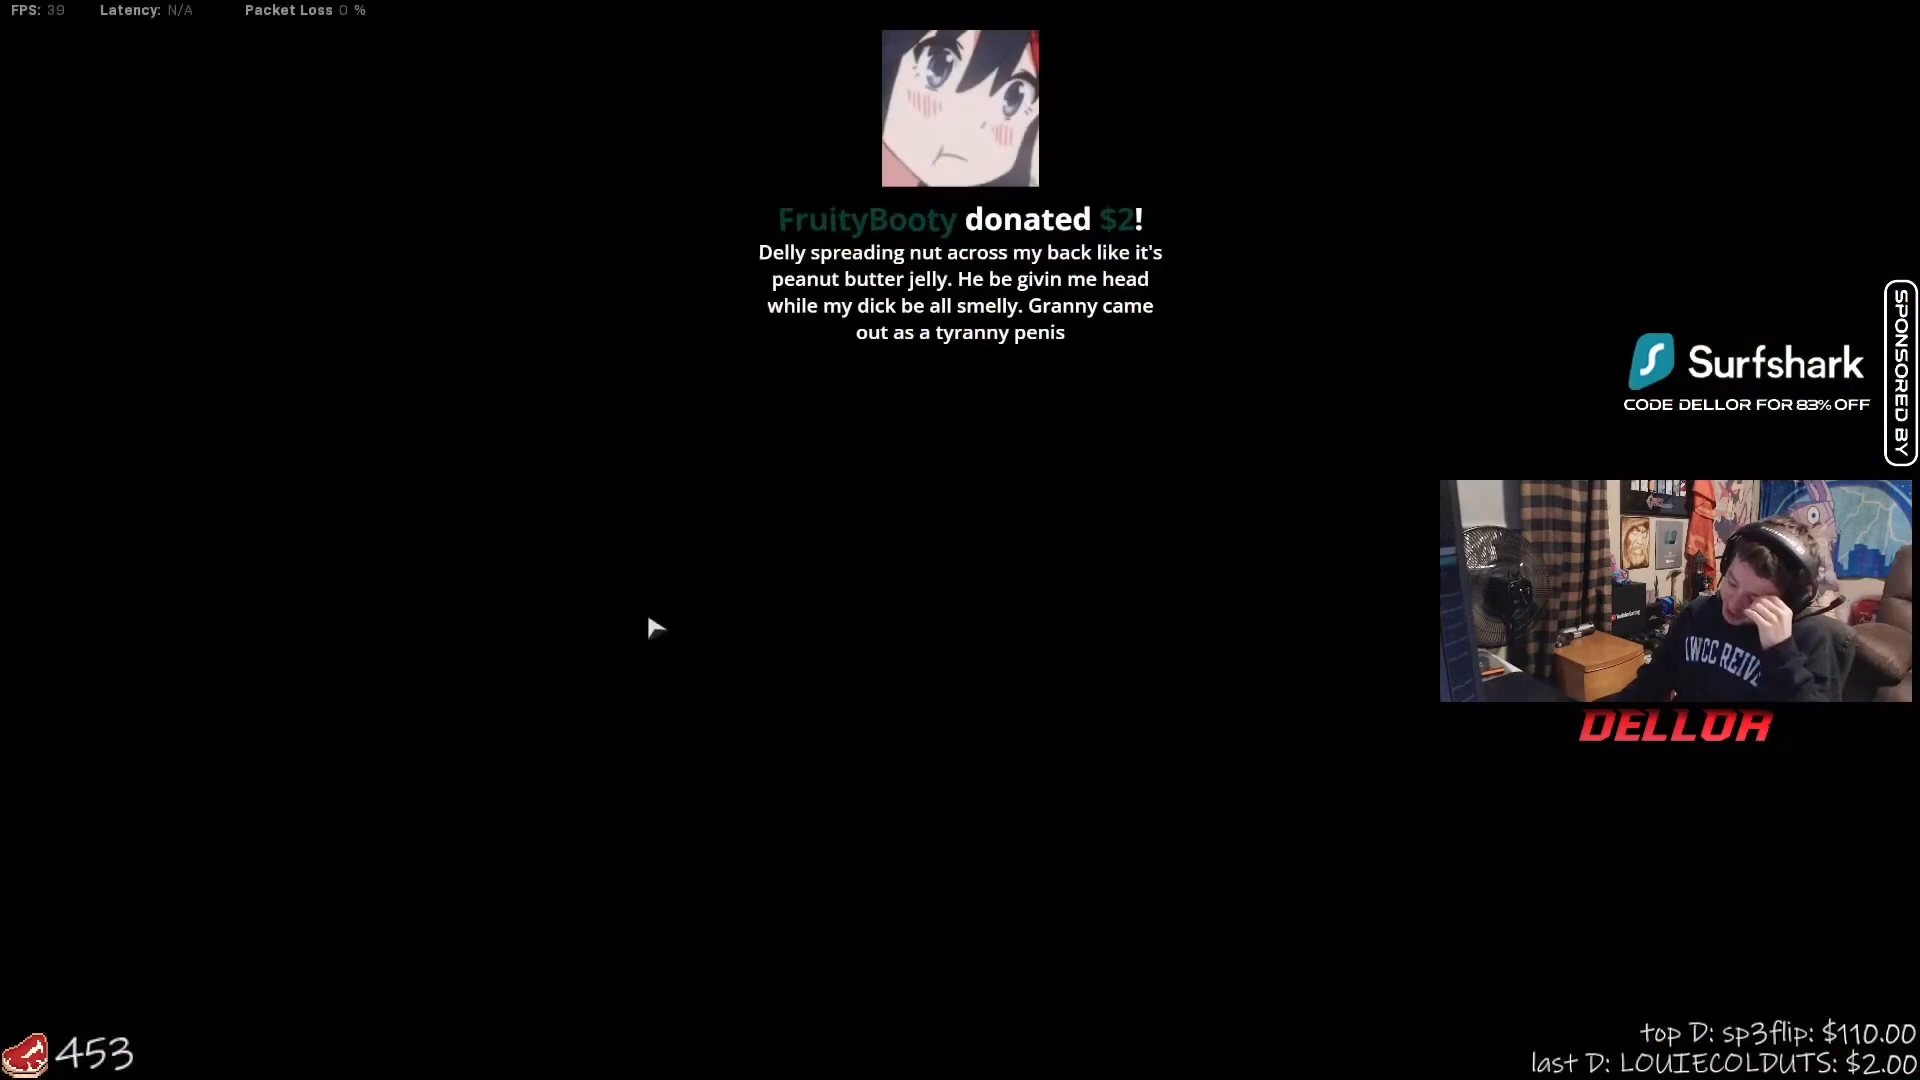 FPS: 39 Latency: N/A Packet Loss 0 %
FruityBooty donated $2!
Delly spreading nut across my back like it's
peanut butter jelly. He be givin me head
while my dick be all smelly. Granny came
out as a tyranny penis
Surfshark
CODE DELLOR FOR 83% OFF
SPONSORED BY
DELLOR
453
top D: sp3flip: $110.00
last D: LOUIECOLDUTS: $2.00